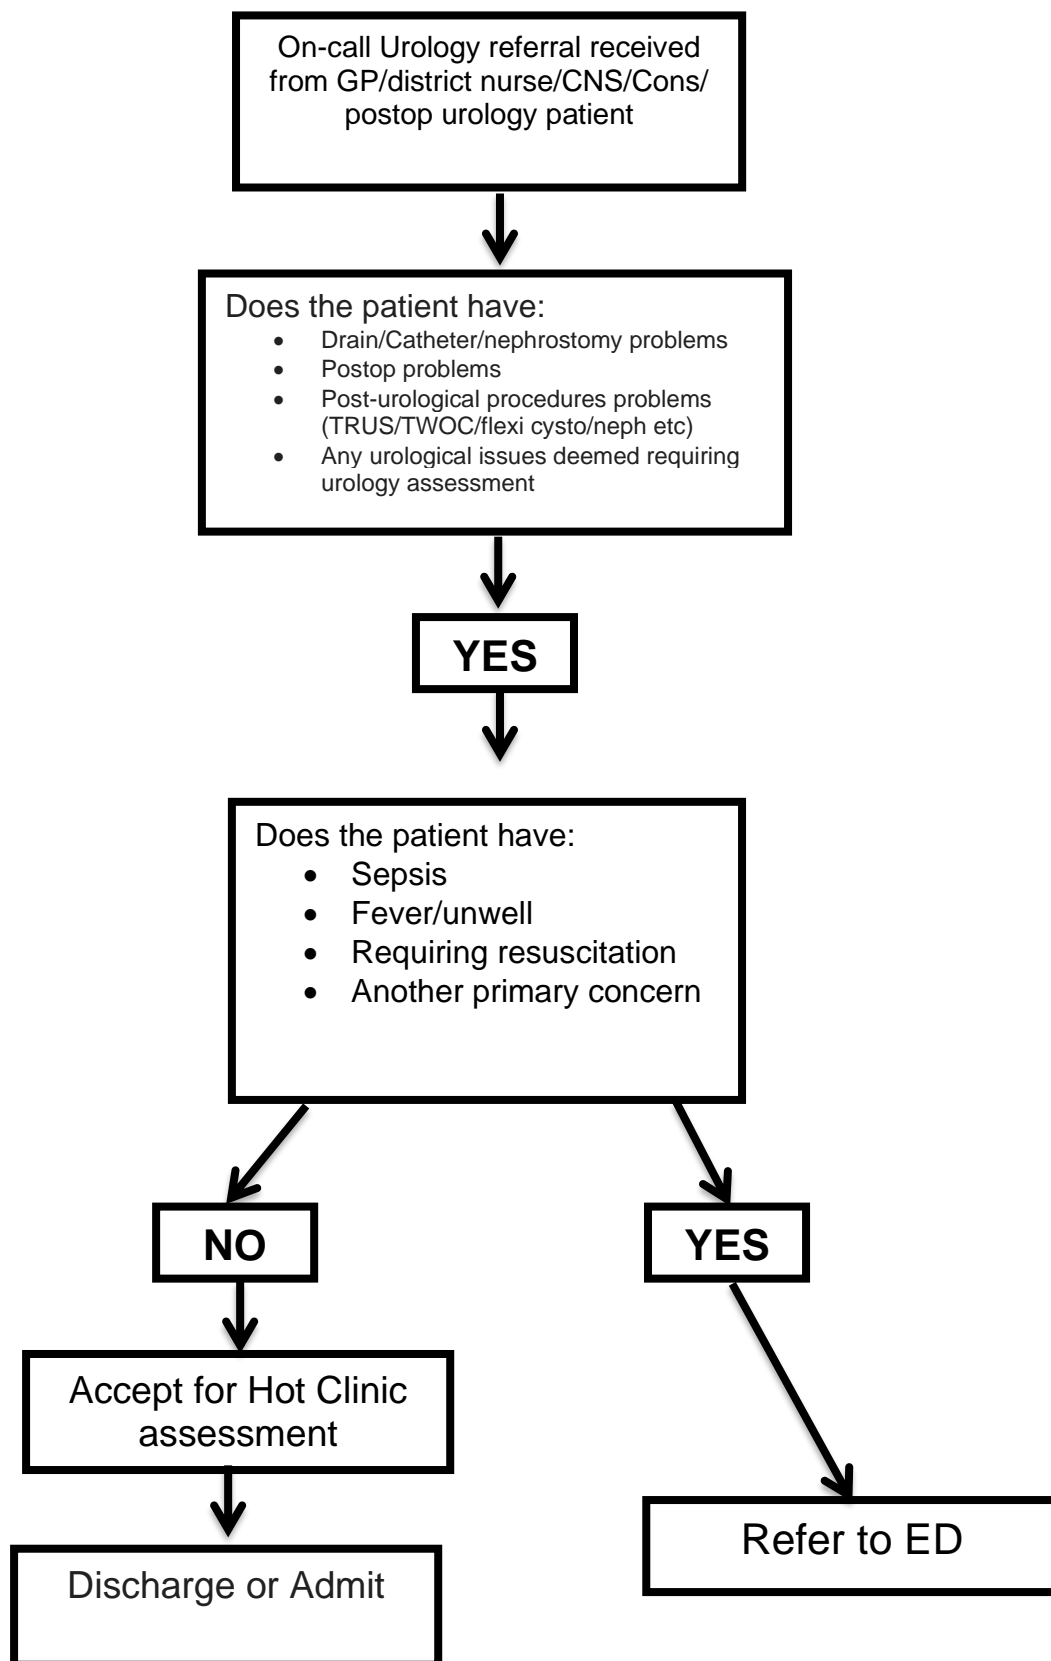 On-call Urology referral received
from GP/district nurse/CNS/Cons/
postop urology patient
Does the patient have:
• Drain/Catheter/nephrostomy problems
• Postop problems
• Post-urological procedures problems
(TRUS/TWOC/flexi cysto/neph etc)
• Any urological issues deemed requiring
urology assessment
YES
Does the patient have:
• Sepsis
• Fever/unwell
• Requiring resuscitation
• Another primary concern
NO
YES
Accept for Hot Clinic
assessment
Refer to ED
Discharge or Admit